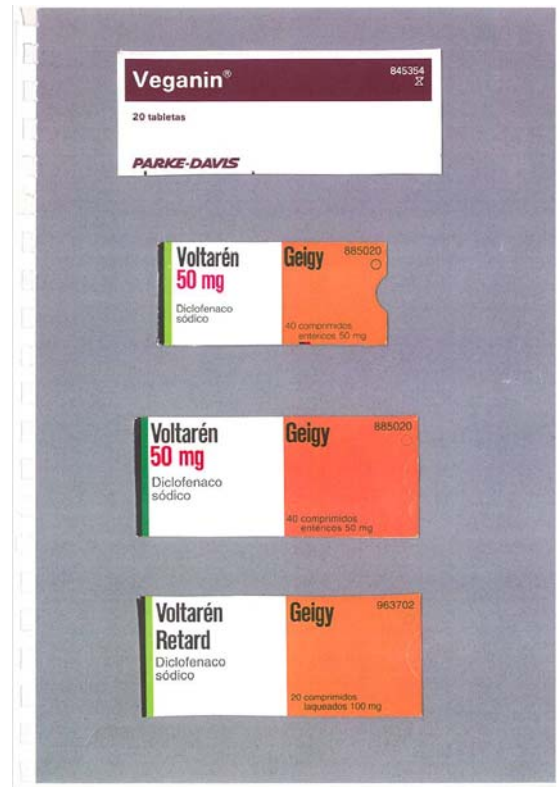 Veganin® 845354
20 tabletas
PARKE-DAVIS
Voltarén Geigy 885020
50 mg
Diclofenaco
sódico
40 comprimidos
entéricos 50 mg
Voltarén Geigy 885020
50 mg
Diclofenaco
sódico
40 comprimidos
entéricos 50 mg
Voltarén Geigy 963702
Retard
Diclofenaco
sódico
20 comprimidos
laqueados 100 mg